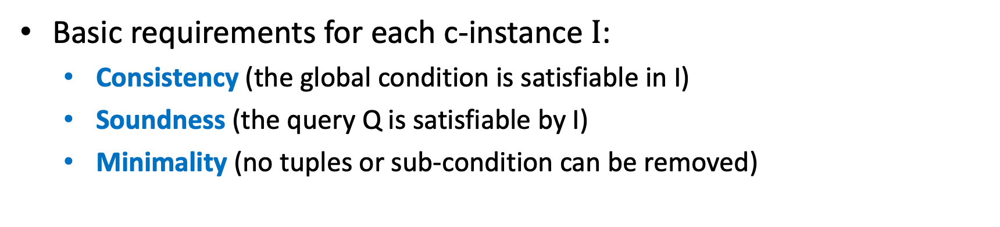 • Basic requirements for each c-instance I:
• Consistency (the global condition is satisfiable in I)
• Soundness (the query Q is satisfiable by I)
• Minimality (no tuples or sub-condition can be removed)